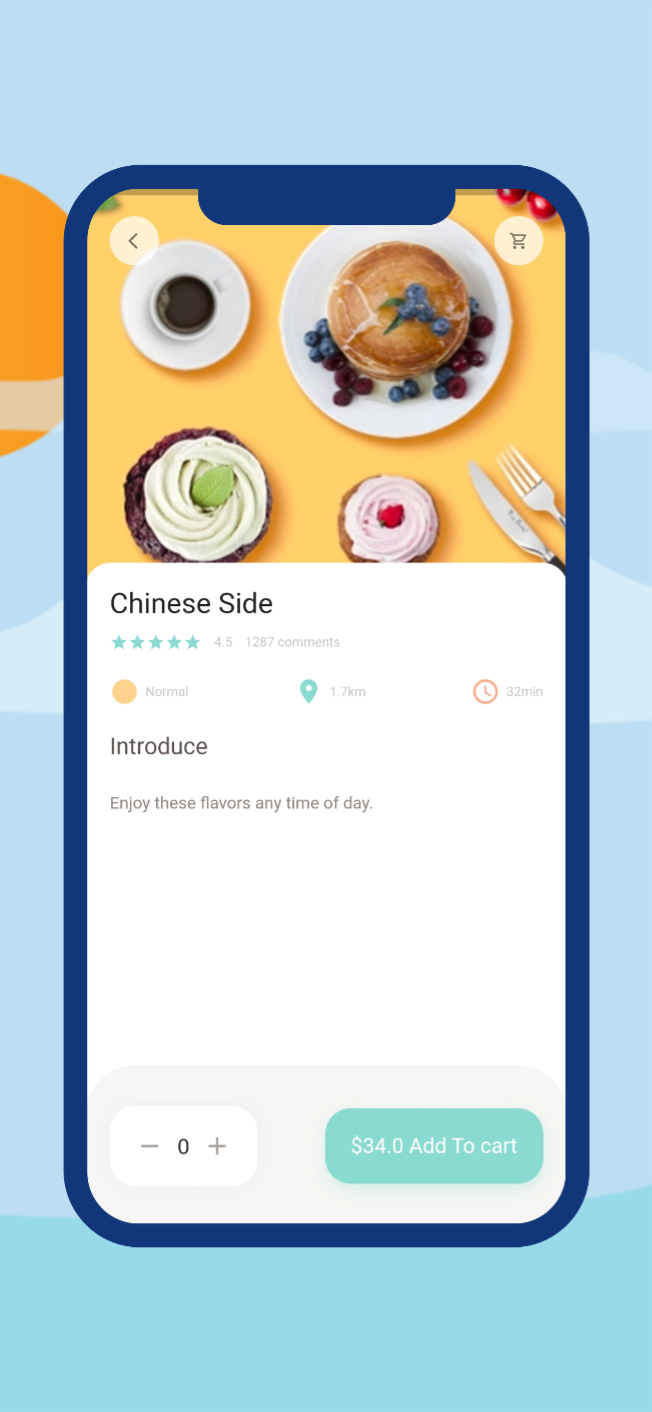 Chinese Side
4.5 1287 comments
Normal 1.7km 32min
Introduce
Enjoy these flavors any time of day.
0 $34.0 Add To cart